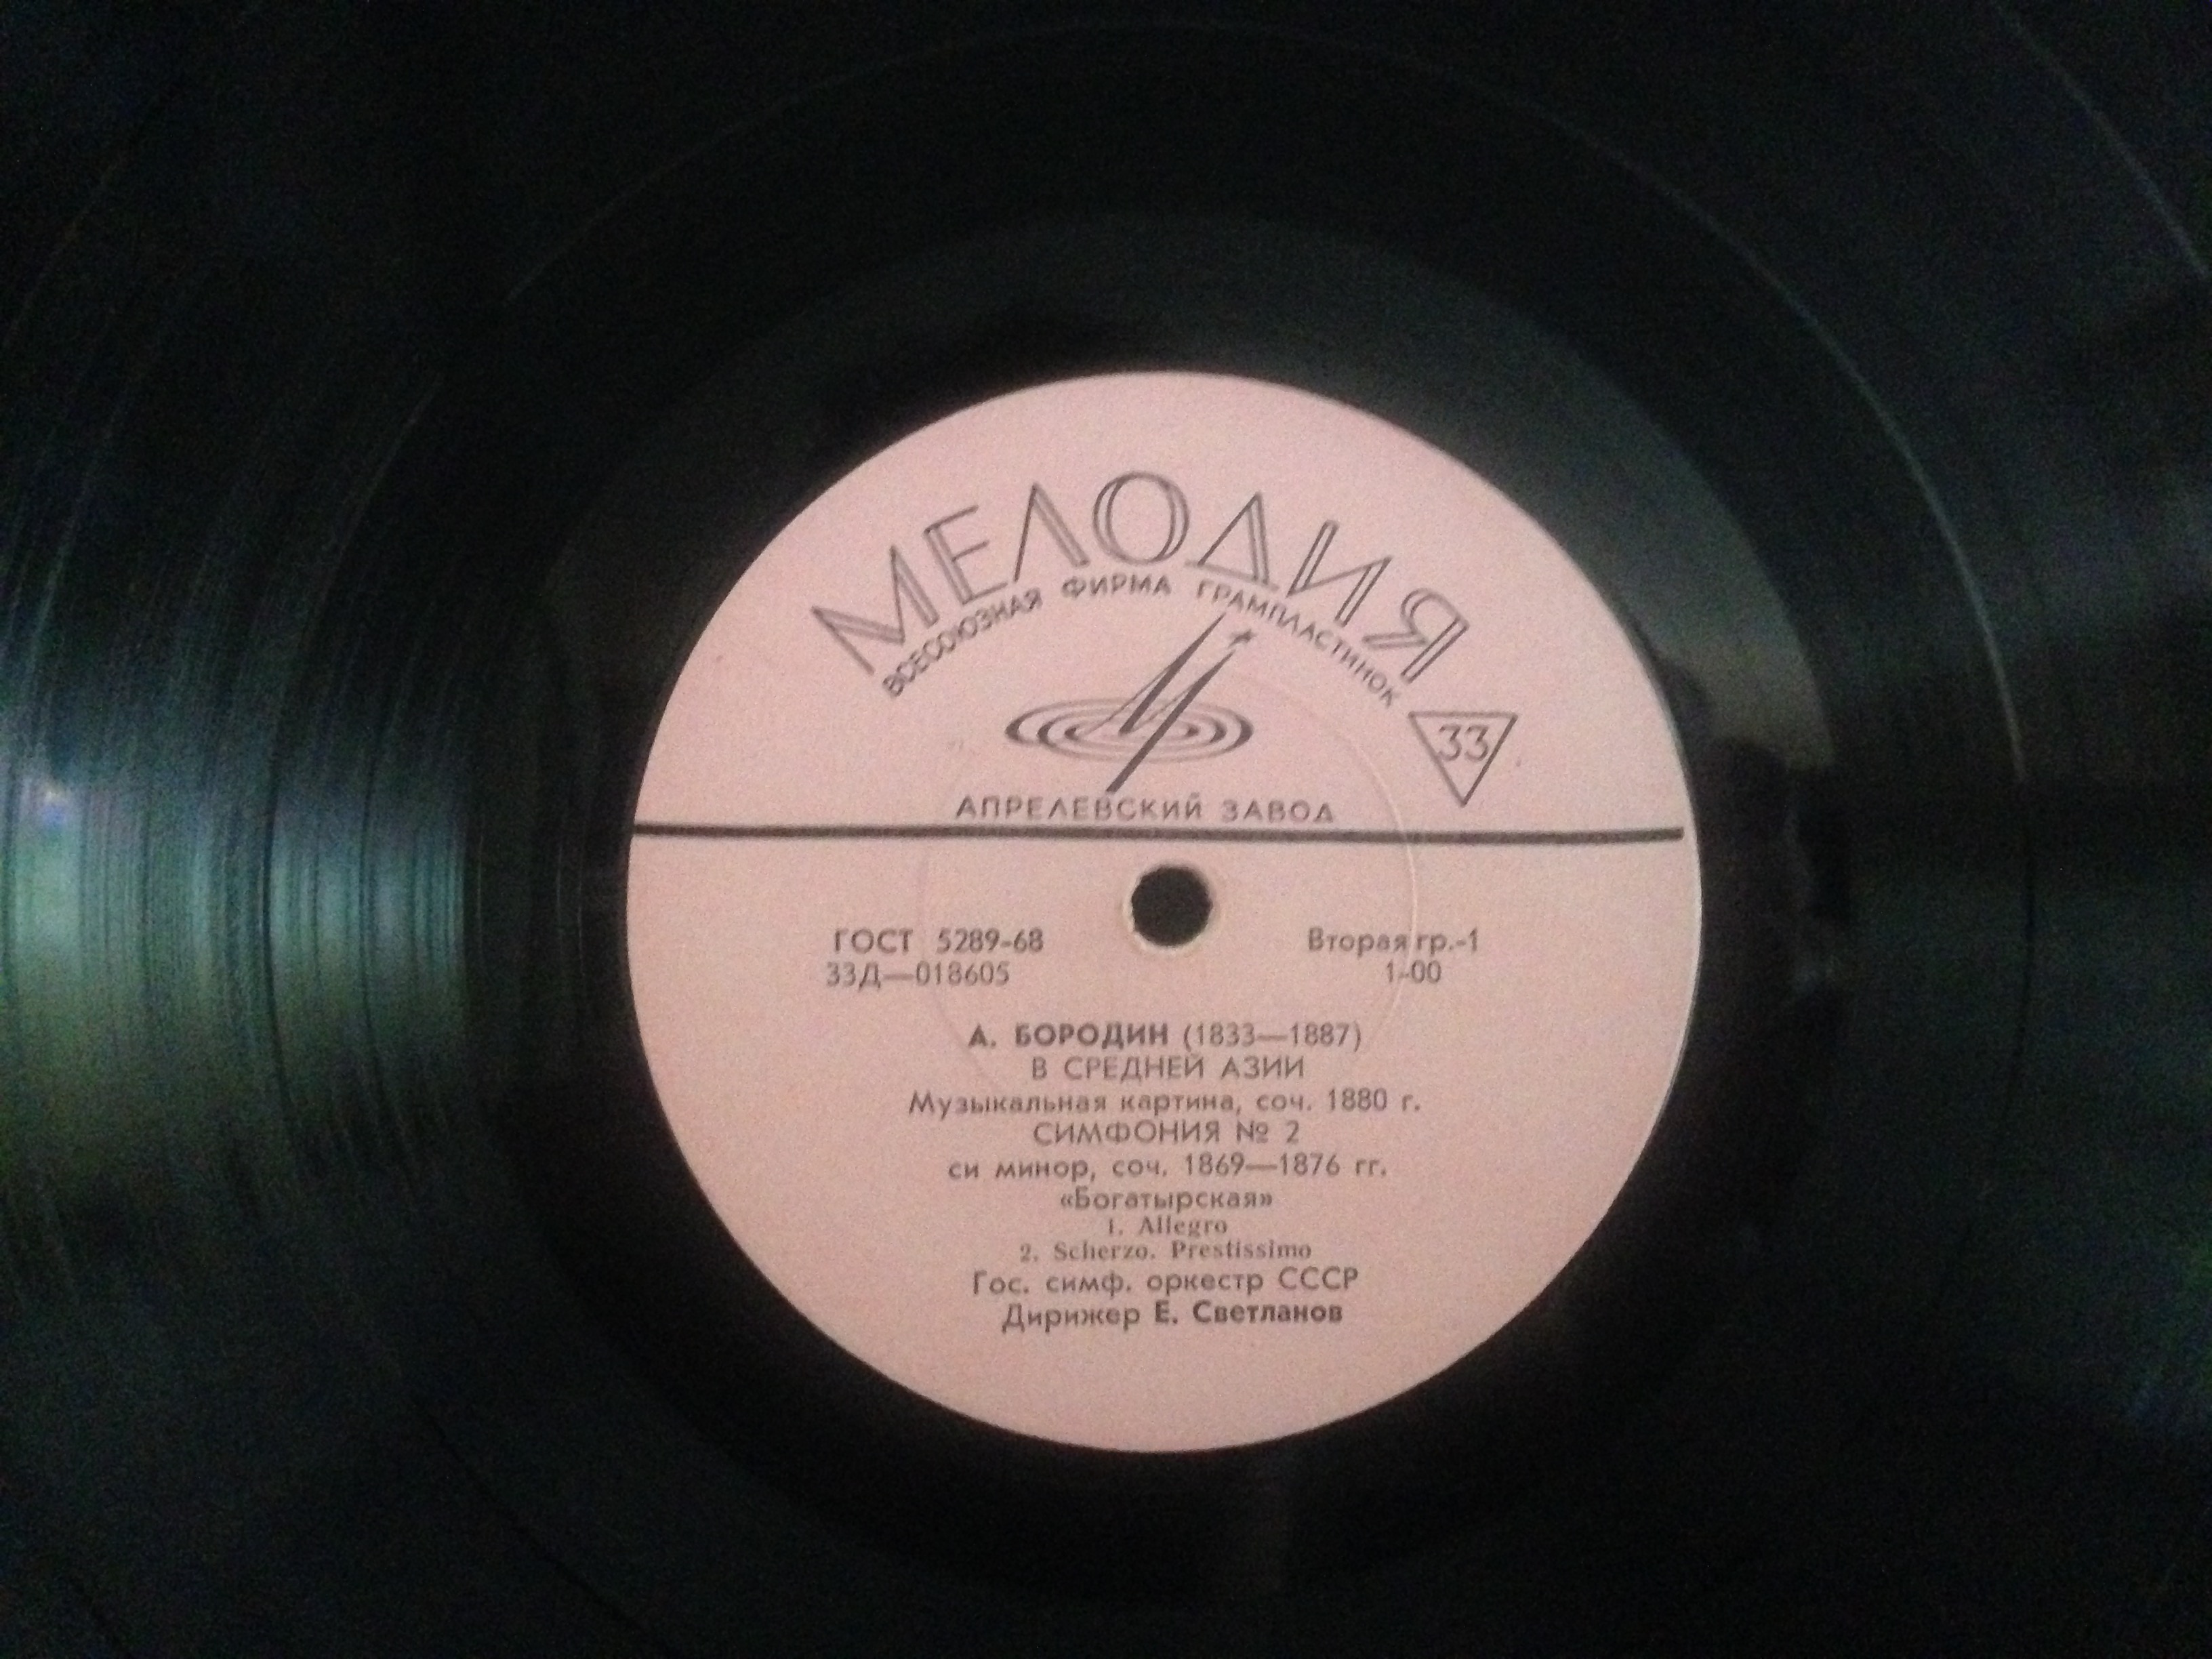 МЕЛОДИЯ
ВСЕСОЮЗНАЯ ФИРМА ГРАМПЛАСТИНОК
33
АПРЕЛЕВСКИЙ ЗАВОД
ГОСТ 5289-68 Вторая гр.-1
33Д—018605 1-00
А. БОРОДИН (1833—1887)
В СРЕДНЕЙ АЗИИ
Музыкальная картина, соч. 1880 г.
СИМФОНИЯ № 2
си минор, соч. 1869—1876 гг.
«Богатырская»
1. Allegro
2. Scherzo. Prestissimo
Гос. симф. оркестр СССР
Дирижер Е. Светланов